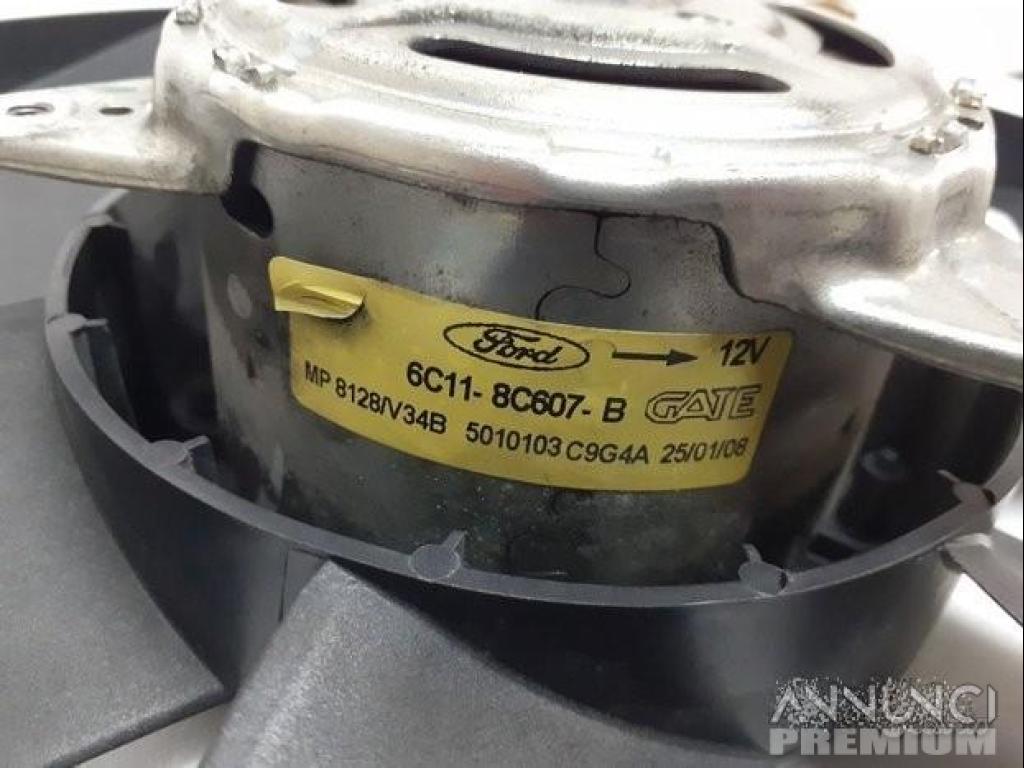 Ford 12V
6C11- 8C607- B GATE
MP 8128/V34B 5010103 C9G4A 25/01/08
ANNUNCI
PREMIUM